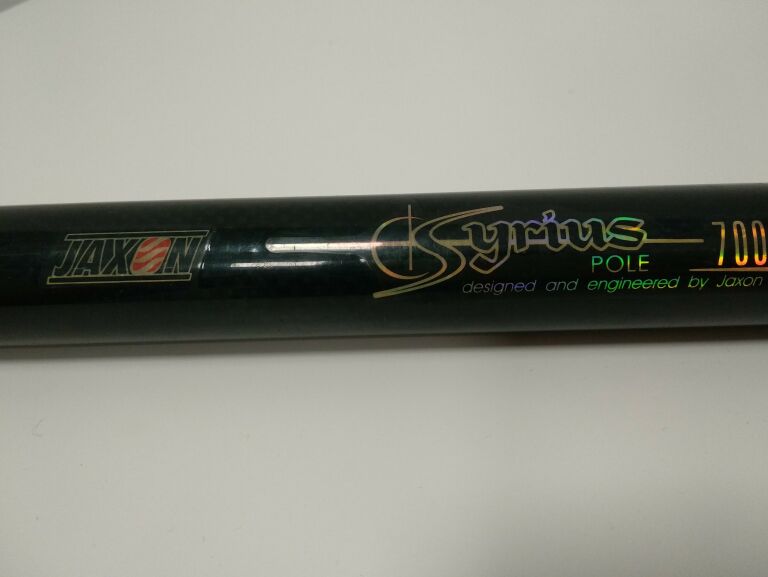 JAXON
Syrius
POLE
700
designed and engineered by Jaxon